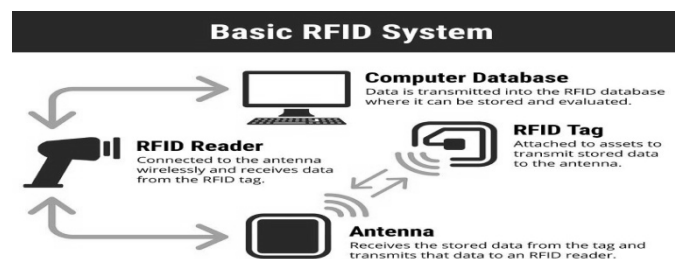 Basic RFID System
Computer Database
Data is transmitted into the RFID database
where it can be stored and evaluated.
RFID Tag
Attached to assets to
transmit stored data
to the antenna.
RFID Reader
Connected to the antenna
wirelessly and receives data
from the RFID tag.
Antenna
Receives the stored data from the tag and
transmits that data to an RFID reader.